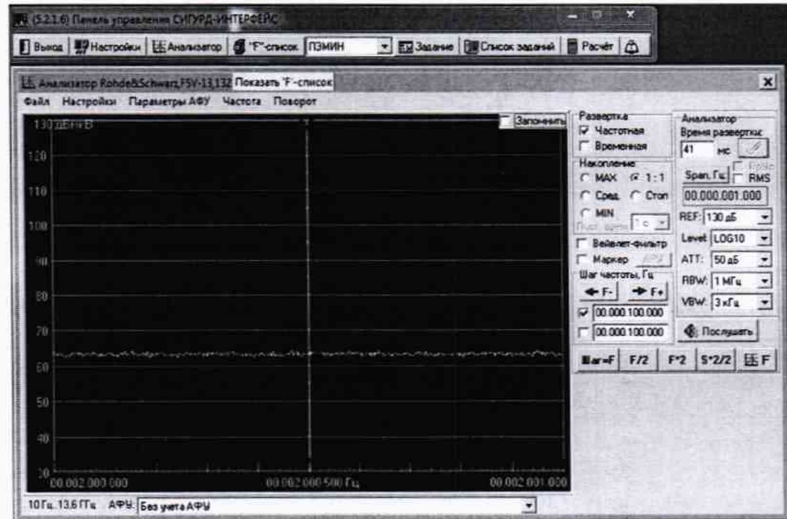 (5.2.1.6) Панель управления СИГУРД-ИНТЕРФЕЙС
Выход Настройки Анализатор "F"-список ПЭМИН Задание Список заданий Расчёт
Анализатор Rohde&Schwarz,FSV-13,132 Показать "F"-список
Файл Настройки Параметры АФУ Частота Поворот
130 дБмкВ Запомнить
120
110
100
90
80
70
60
50
40
30
00.002.000.000 00.002.000.500 Гц 00.002.001.000
10 Гц..13,6 ГГц АФУ: Без учета АФУ
Развертка
Частотная
Временная
Накопление
MAX 1 : 1
Сред. Стоп
MIN
1 с
Вейвлет-фильтр
Маркер
Шаг частоты, Гц
F- F+
00.000.100.000
00.000.100.000
Анализатор
Время развертки:
41 мс
Span, Гц
RMS
00.000.001.000
REF: 130 дБ
Level: LOG10
ATT: 50 дБ
RBW: 1 МГц
VBW: 3 кГц
Послушать
Шаг=F F/2 F*2 S*2/2 F